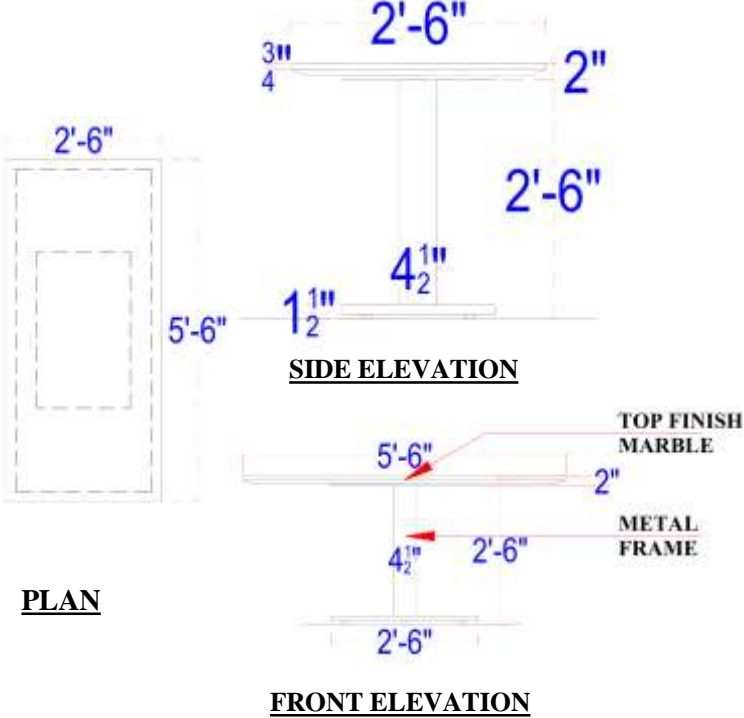 2'-6"
3/4"
2"
2'-6"
2'-6"
4 1/2"
1 1/2"
5'-6"
SIDE ELEVATION
TOP FINISH
MARBLE
5'-6"
2"
METAL
FRAME
4 1/2"
2'-6"
PLAN
2'-6"
FRONT ELEVATION